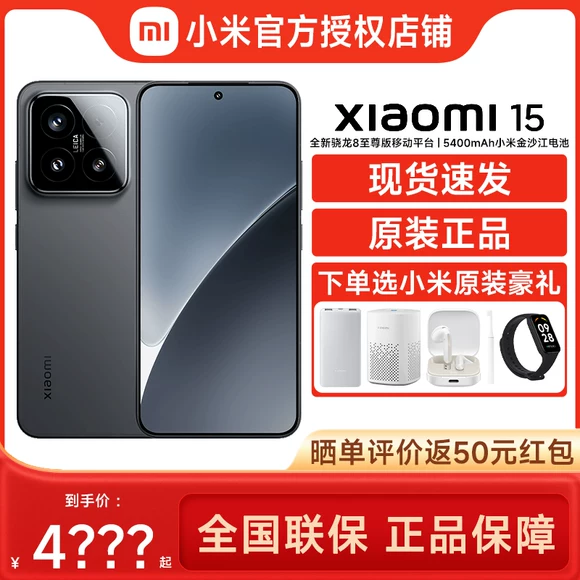 小米官方授权店铺
LEICA
xiaomi
xiaomi 15
全新骁龙8至尊版移动平台 | 5400mAh小米金沙江电池
现货速发
原装正品
下单选小米原装豪礼
09
28
晒单评价返50元红包
到手价：
¥ 4???起
全国联保 正品保障